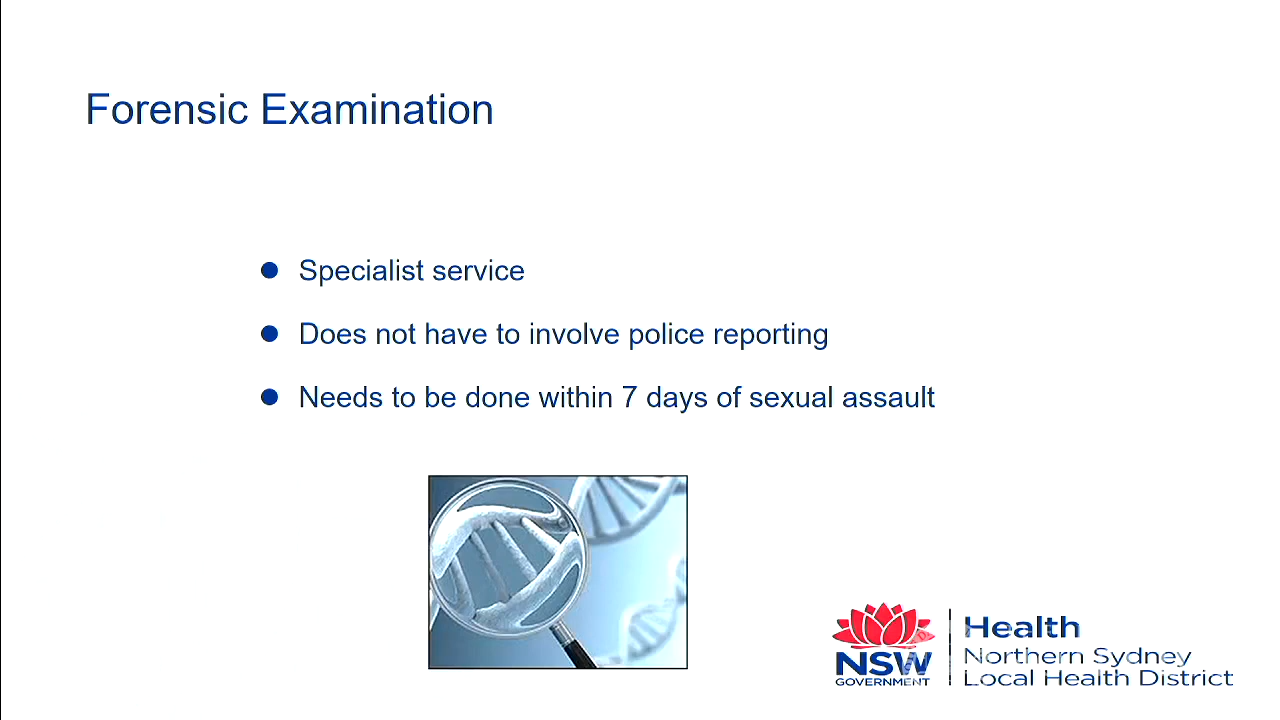 Forensic Examination
Specialist service
Does not have to involve police reporting
Needs to be done within 7 days of sexual assault
NSW
GOVERNMENT
Health
Northern Sydney
Local Health District